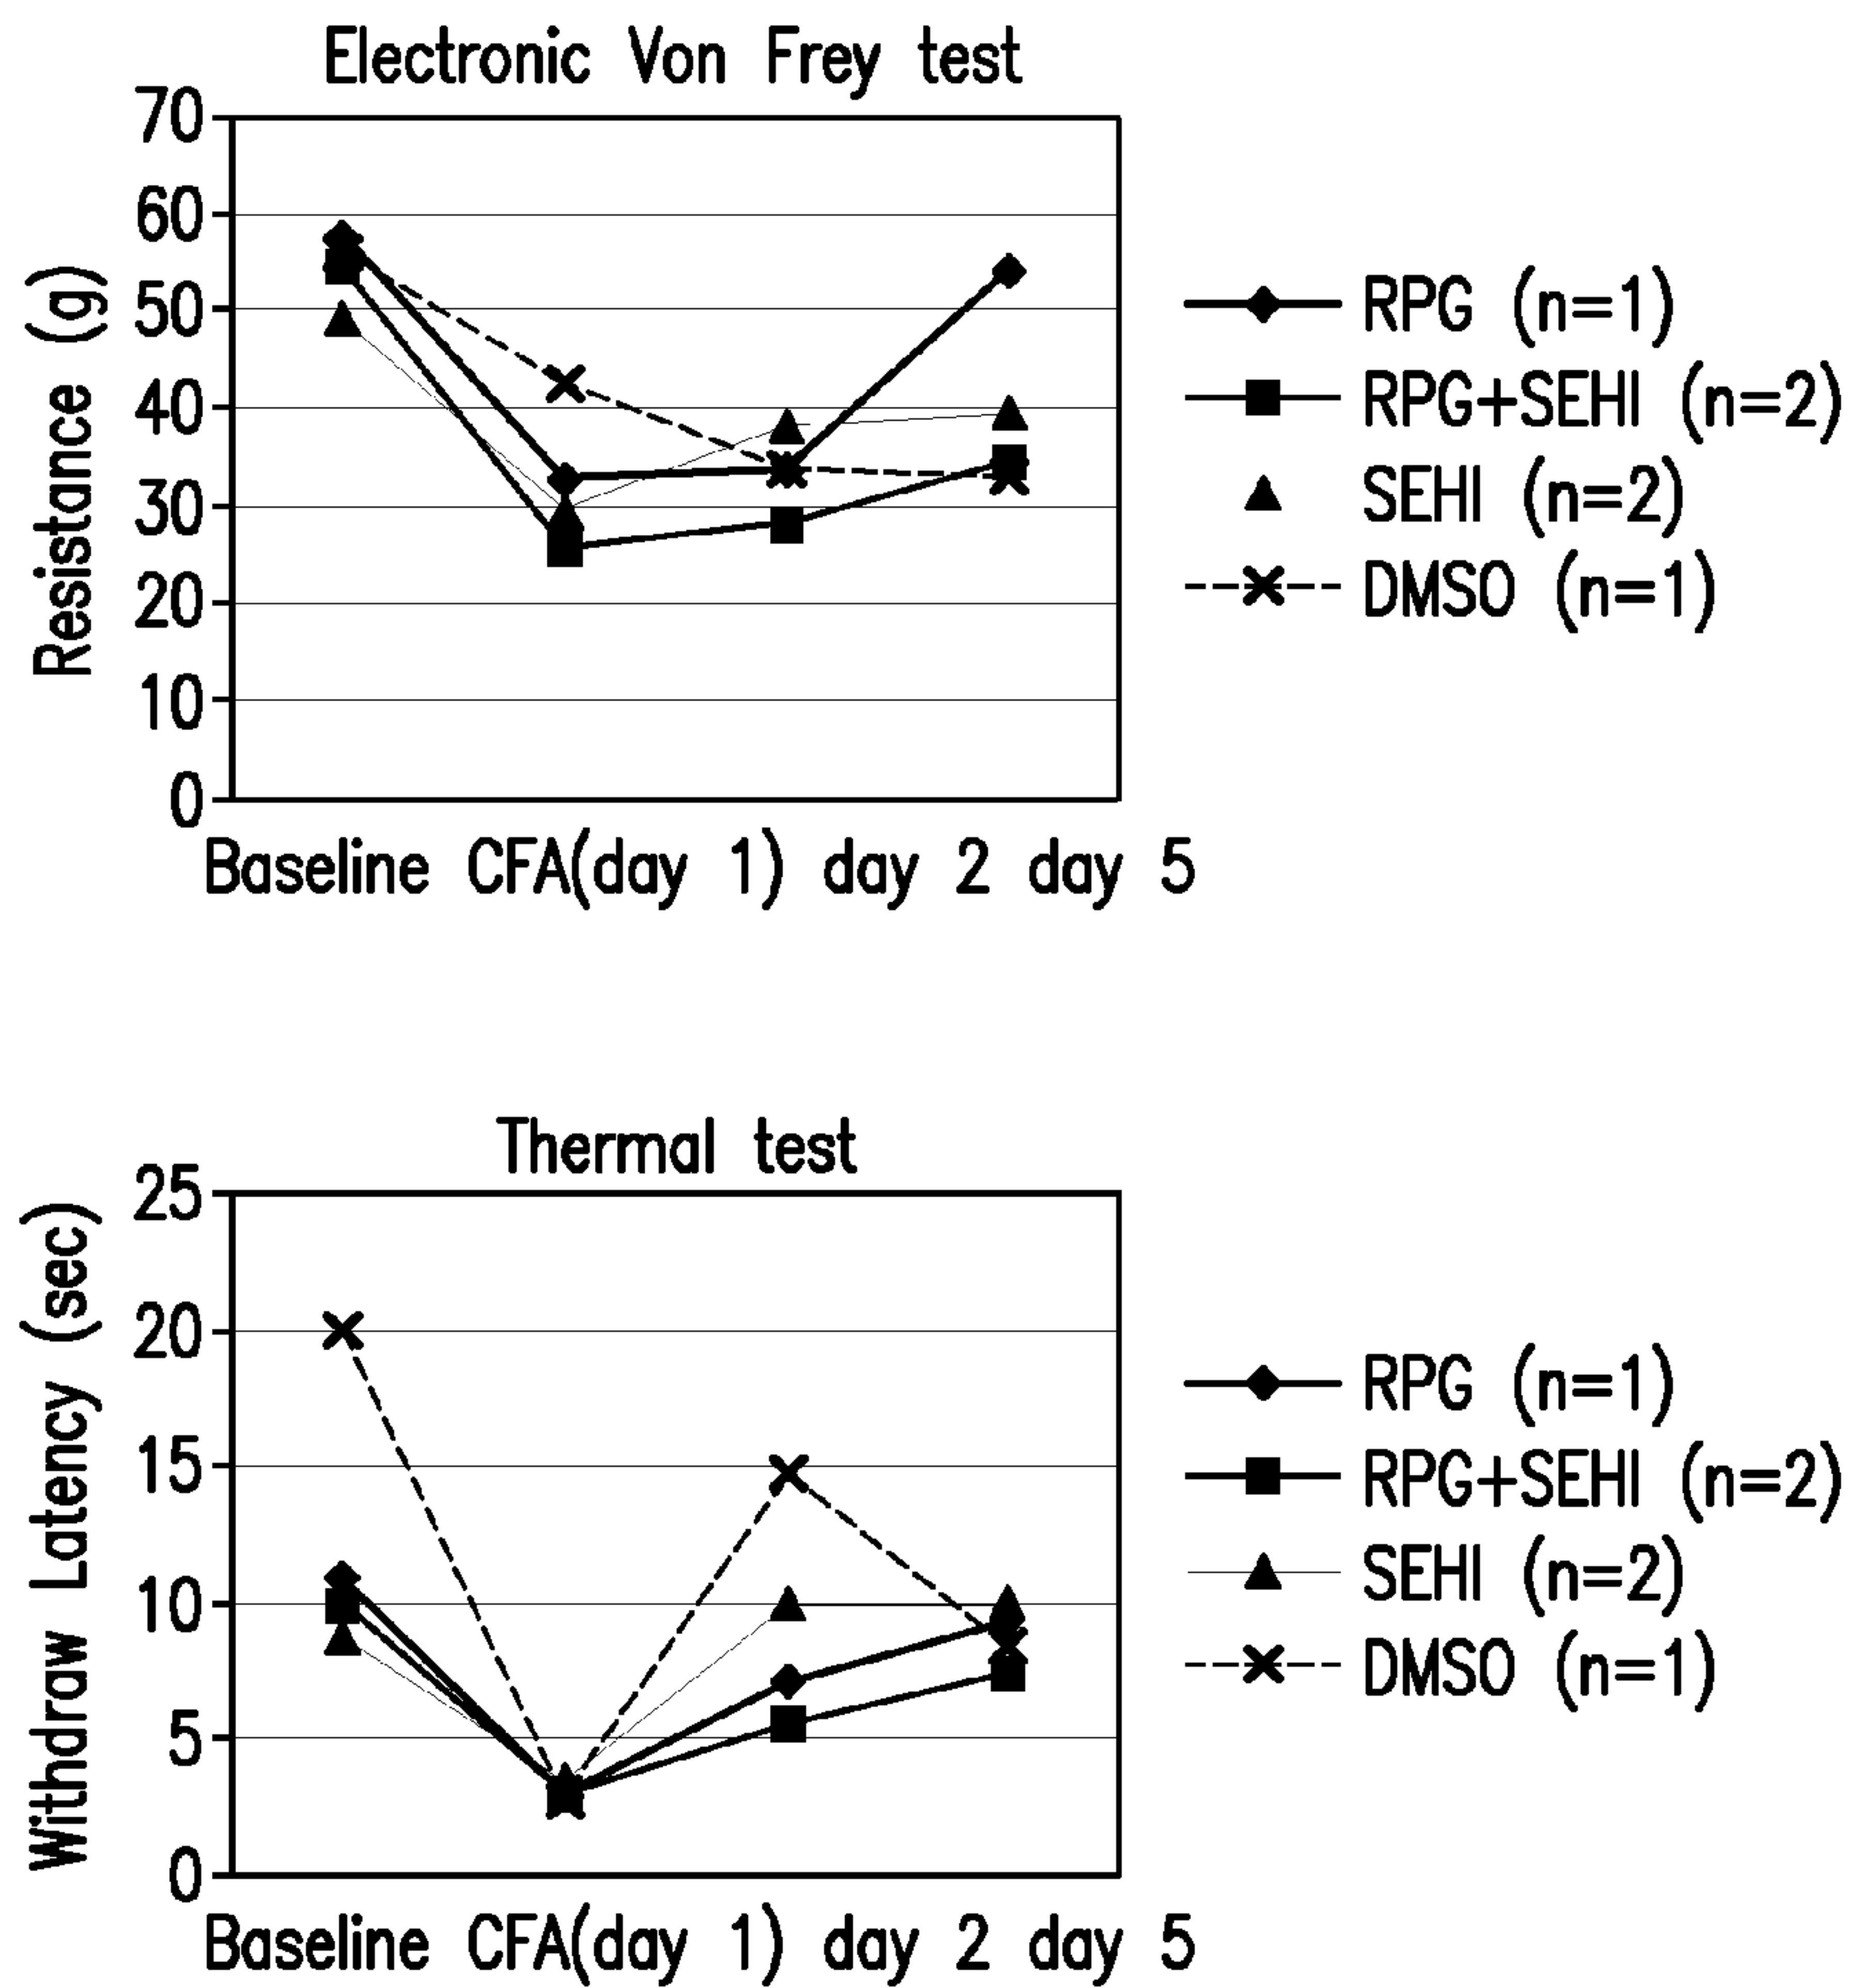 Electronic Von Frey test
Resistance (g)
70
60
50
40
30
20
10
0
Baseline CFA(day 1) day 2 day 5
RPG (n=1)
RPG+SEHI (n=2)
SEHI (n=2)
DMSO (n=1)
Thermal test
Withdraw Latency (sec)
25
20
15
10
5
0
Baseline CFA(day 1) day 2 day 5
RPG (n=1)
RPG+SEHI (n=2)
SEHI (n=2)
DMSO (n=1)